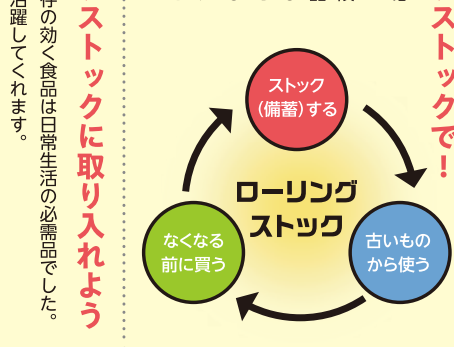 ストックで！
ストック
（備蓄）する
古いもの
から使う
なくなる
前に買う
ローリング
ストック
ストックに取り入れよう
存の効く食品は日常生活の必需品でした。
活躍してくれます。